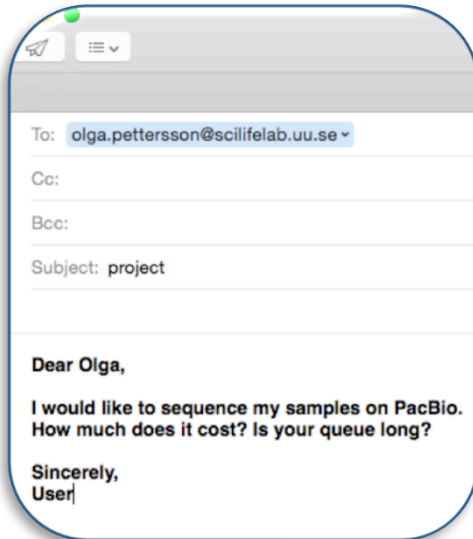 To: olga.pettersson@scilifelab.uu.se
Cc:
Bcc:
Subject: project
Dear Olga,
I would like to sequence my samples on PacBio.
How much does it cost? Is your queue long?
Sincerely,
User